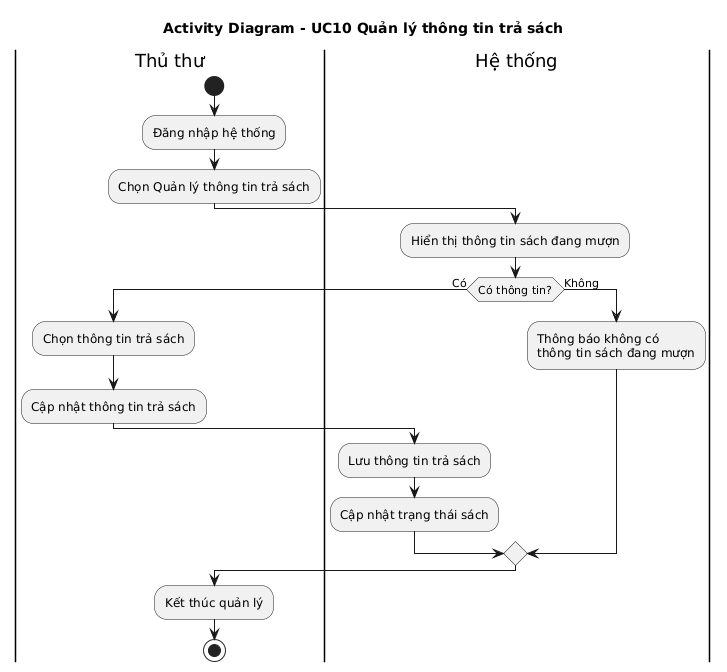 Activity Diagram - UC10 Quản lý thông tin trả sách
Thủ thư
Hệ thống
Đăng nhập hệ thống
Chọn Quản lý thông tin trả sách
Hiển thị thông tin sách đang mượn
Có
Có thông tin?
Không
Chọn thông tin trả sách
Thông báo không có
thông tin sách đang mượn
Cập nhật thông tin trả sách
Lưu thông tin trả sách
Cập nhật trạng thái sách
Kết thúc quản lý